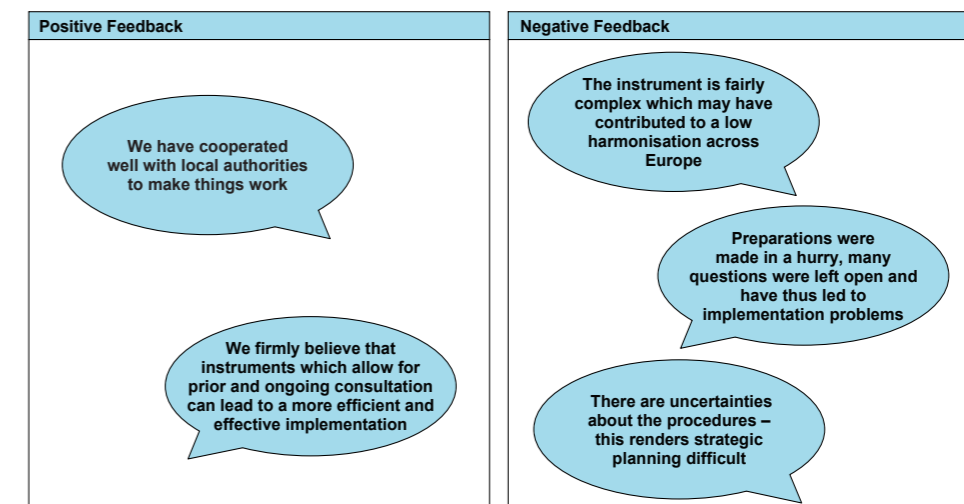 Positive Feedback
We have cooperated
well with local authorities
to make things work
We firmly believe that
instruments which allow for
prior and ongoing consultation
can lead to a more efficient and
effective implementation
Negative Feedback
The instrument is fairly
complex which may have
contributed to a low
harmonisation across
Europe
Preparations were
made in a hurry, many
questions were left open and
have thus led to
implementation problems
There are uncertainties
about the procedures –
this renders strategic
planning difficult